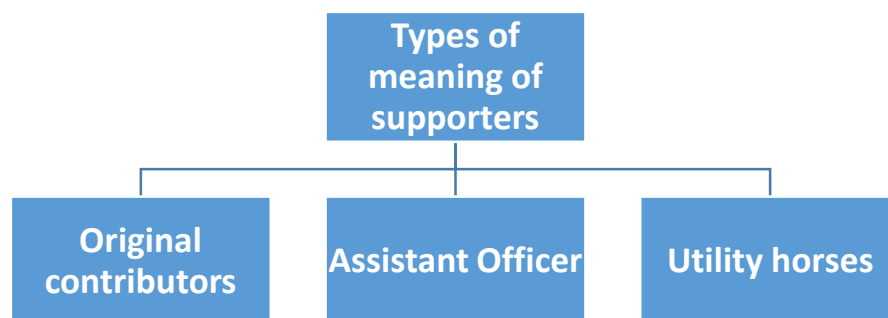 Types of
meaning of
supporters
Original
contributors
Assistant Officer
Utility horses